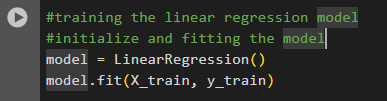 #training the linear regression model
#initialize and fitting the model
model = LinearRegression()
model.fit(X_train, y_train)